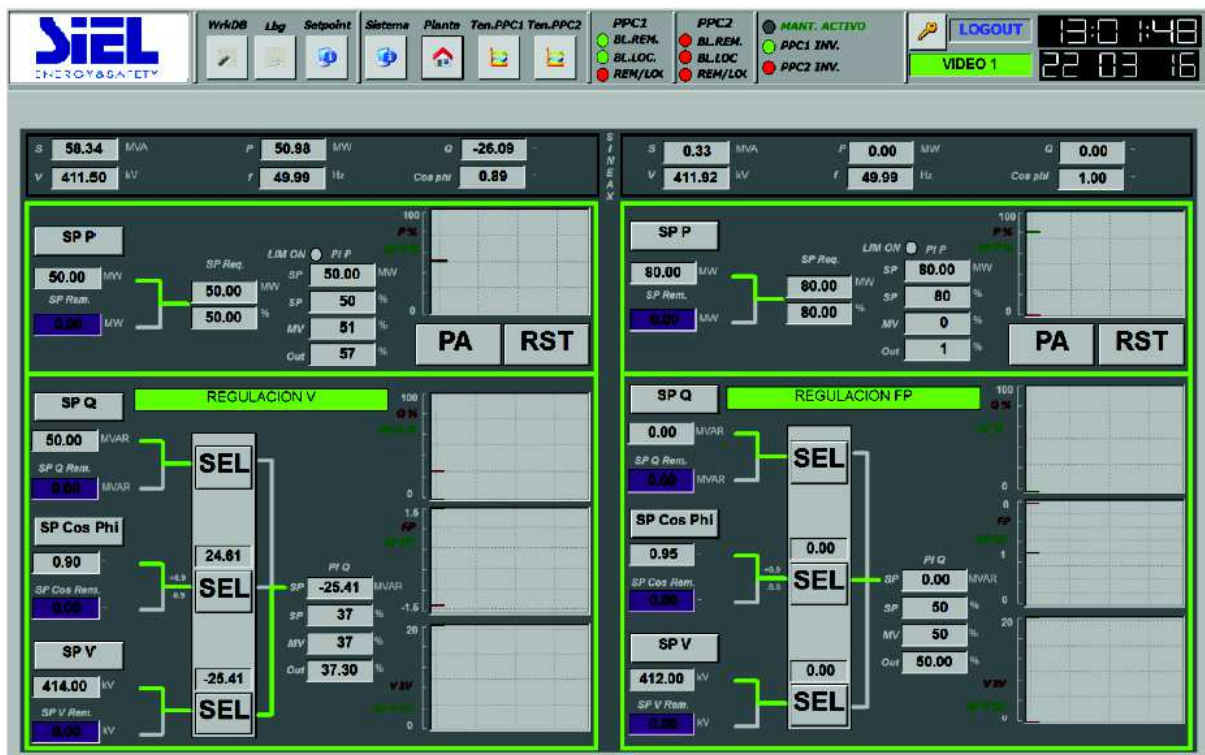 SIEL
ENERGY&SAFETY
WrkDB Lbg Setpoint Sistema Planta Ten.PPC1 Ten.PPC2
PPC1
BL.REM.
BL.LOC.
REM/LOC
PPC2
BL.REM.
BL.LOC
REM/LOC
MANT. ACTIVO
PPC1 INV.
PPC2 INV.
LOGOUT
VIDEO 1
13:01:48
22 03 16
S 58.34 MVA P 50.98 MW Q -26.09 -
V 411.50 kV f 49.99 Hz Cos phi 0.89 -
SINEAX
S 0.33 MVA P 0.00 MW Q 0.00 -
V 411.92 kV f 49.99 Hz Cos phi 1.00 -
SP P
50.00 MW
SP Rem.
0.00 MW
SP Req.
50.00 MW
50.00 %
LIM ON PI P
SP 50.00 MW
SP 50 %
MV 51 %
Out 57 %
100
P %
0
PA RST
SP P
80.00 MW
SP Rem.
0.00 MW
SP Req.
80.00 MW
80.00 %
LIM ON PI P
SP 80.00 MW
SP 80 %
MV 0 %
Out 1 %
100
P %
0
PA RST
REGULACION V
SP Q
50.00 MVAR
SP Q Rem.
0.00 MVAR
SEL
SP Cos Phi
0.90 -
SP Cos Rem.
0.00 -
+0.9
-0.9
24.61
SEL
SP V
414.00 kV
SP V Rem.
0.00 kV
-25.41
SEL
PI Q
SP -25.41 MVAR
SP 37 %
MV 37 %
Out 37.30 %
100
Q %
0
1.5
FP
-1.5
20
V kV
0
REGULACION FP
SP Q
0.00 MVAR
SP Q Rem.
0.00 MVAR
SEL
SP Cos Phi
0.95 -
SP Cos Rem.
0.00 -
+0.9
-0.9
0.00
SEL
SP V
412.00 kV
SP V Rem.
0.00 kV
0.00
SEL
PI Q
SP 0.00 MVAR
SP 50 %
MV 50 %
Out 50.00 %
100
Q %
0
0
FP
1
0
20
V kV
0